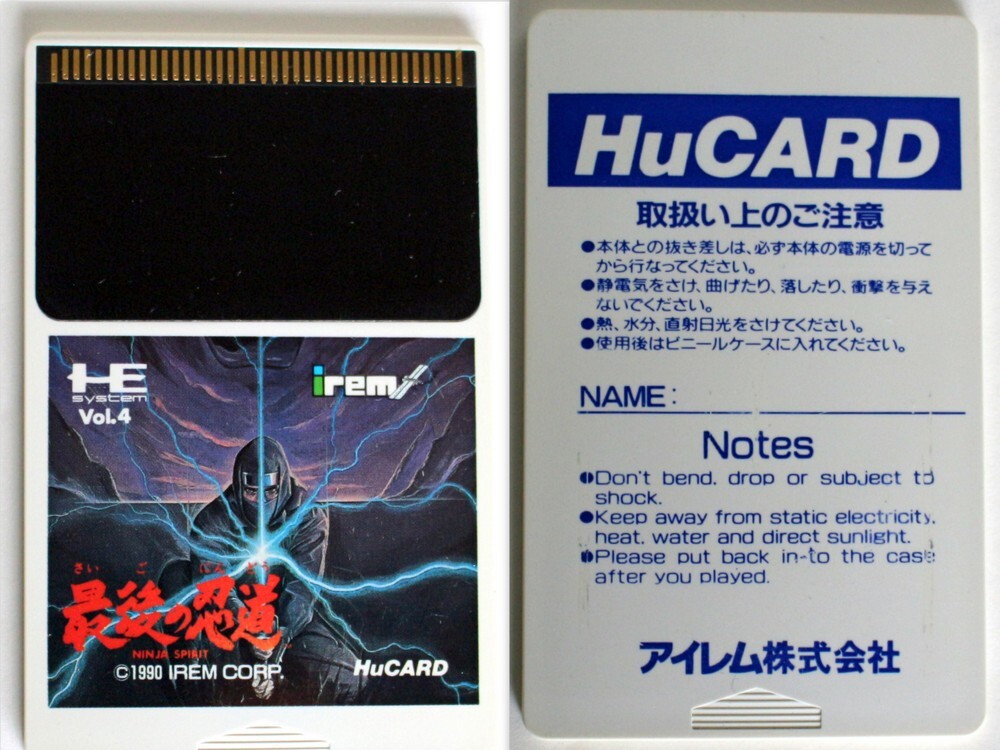 HE
system
Vol.4
irem
さいごにんどう
最後の忍道
NINJA SPIRIT
©1990 IREM CORP.
HuCARD
HuCARD
取扱い上のご注意
●本体との抜き差しは、必ず本体の電源を切って
から行なってください。
●静電気をさけ、曲げたり、落したり、衝撃を与え
ないでください。
●熱、水分、直射日光をさけてください。
●使用後はビニールケースに入れてください。
NAME:
Notes
●Don't bend, drop or subject to
shock.
●Keep away from static electricity,
heat, water and direct sunlight.
●Please put back in-to the case
after you played.
アイレム株式会社